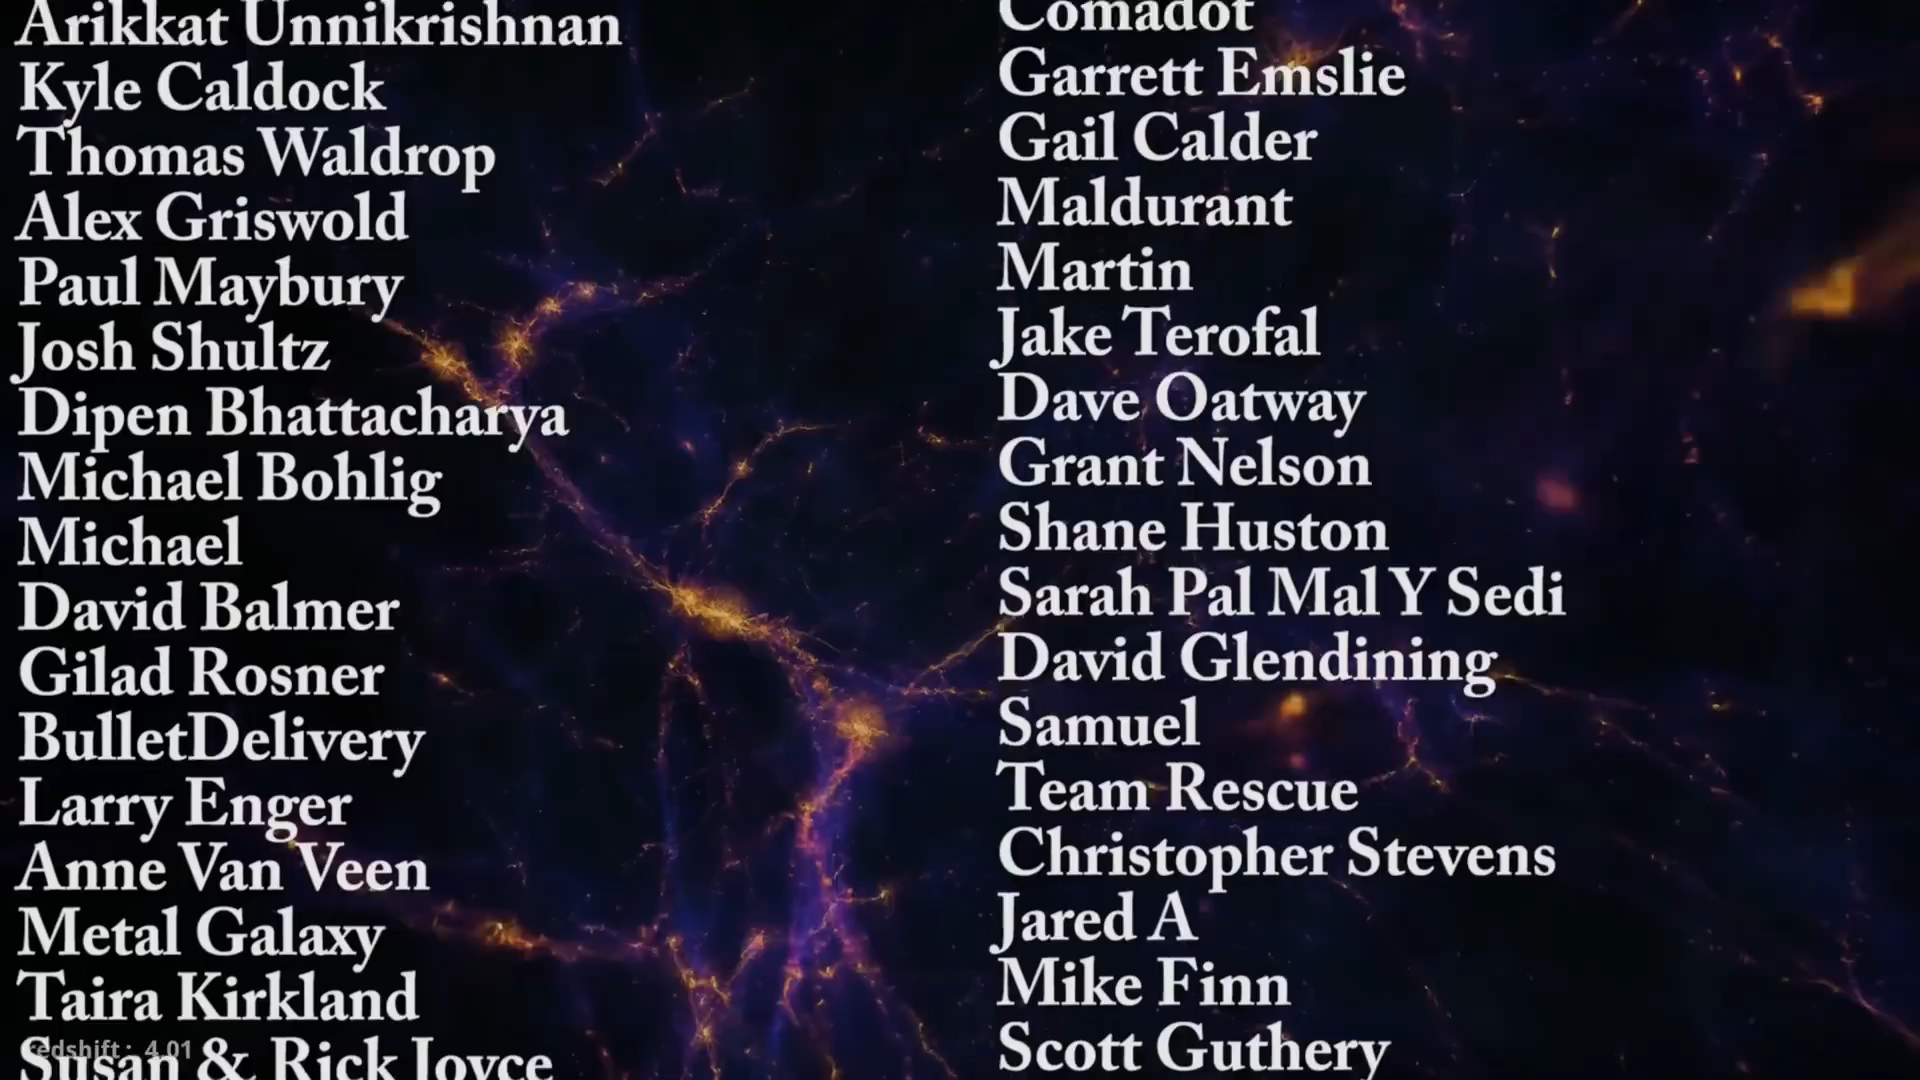 Arikkat Unnikrishnan
Kyle Caldock
Thomas Waldrop
Alex Griswold
Paul Maybury
Josh Shultz
Dipen Bhattacharya
Michael Bohlig
Michael
David Balmer
Gilad Rosner
BulletDelivery
Larry Enger
Anne Van Veen
Metal Galaxy
Taira Kirkland
Susan & Rick Joyce
redshift: 4.01
Comadot
Garrett Emslie
Gail Calder
Maldurant
Martin
Jake Terofal
Dave Oatway
Grant Nelson
Shane Huston
Sarah Pal Mal Y Sedi
David Glendining
Samuel
Team Rescue
Christopher Stevens
Jared A
Mike Finn
Scott Guthery